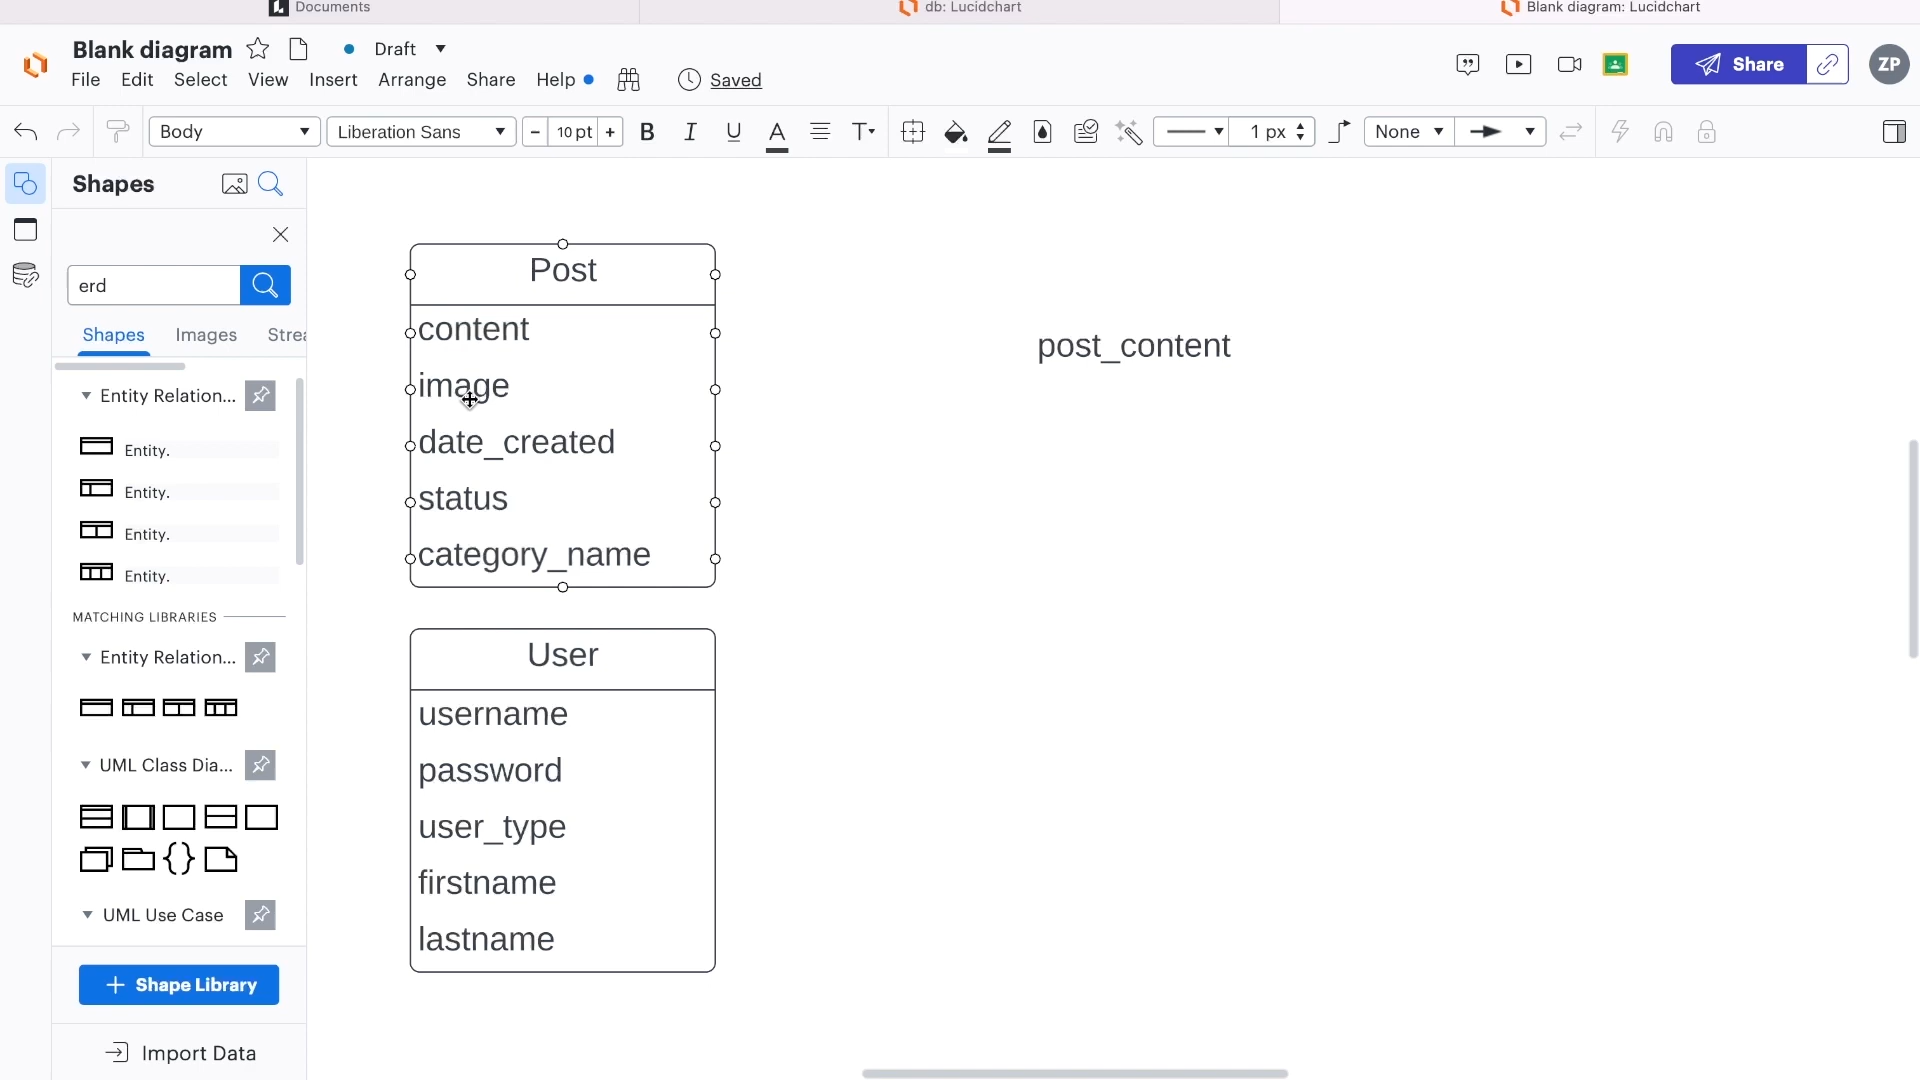 Documents
db: Lucidchart
Blank diagram: Lucidchart
Blank diagram
Draft
File Edit Select View Insert Arrange Share Help
Saved
Share
ZP
Body
Liberation Sans
- 10 pt +
B I U A T
1 px
None
Shapes
erd
Shapes Images Strea
Entity Relation...
Entity.
Entity.
Entity.
Entity.
MATCHING LIBRARIES
Entity Relation...
UML Class Dia...
UML Use Case
+ Shape Library
Import Data
Post
content
image
date_created
status
category_name
User
username
password
user_type
firstname
lastname
post_content